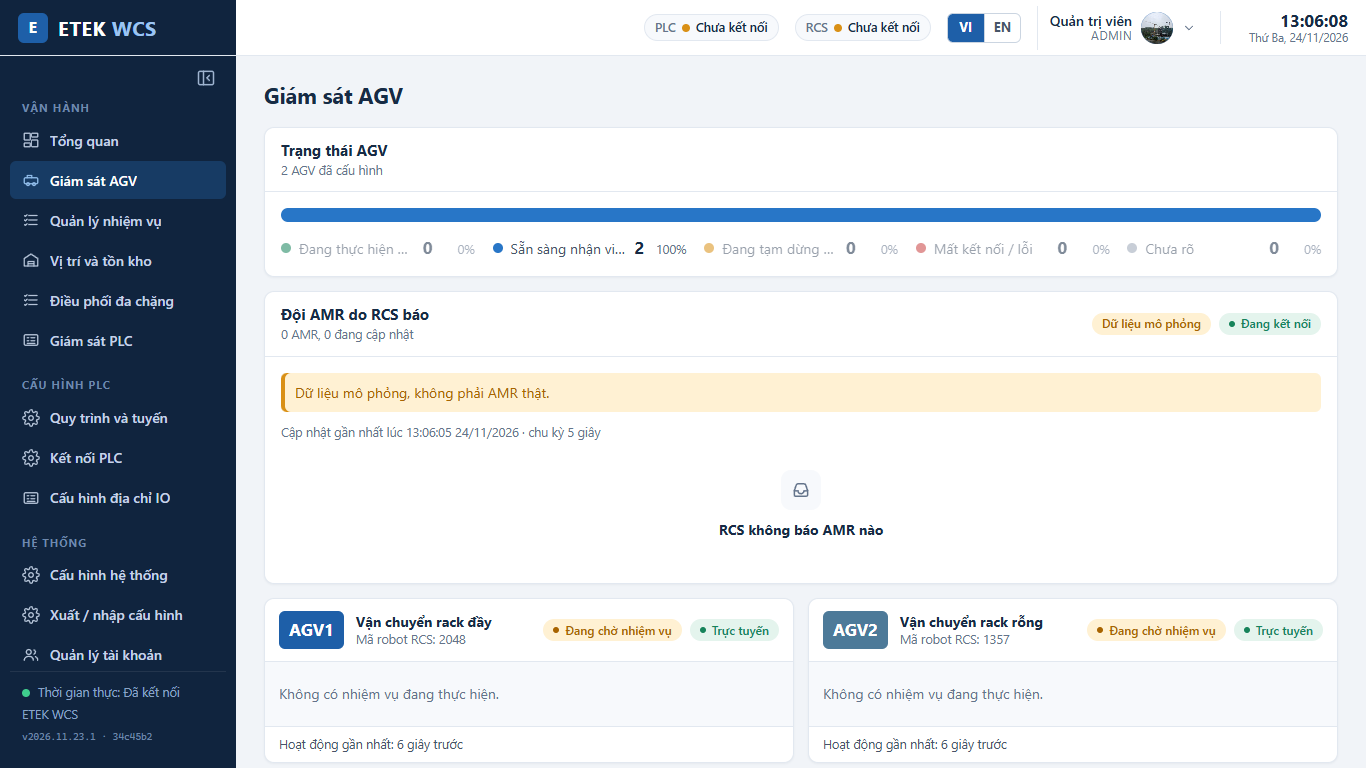 E ETEK WCS
PLC Chưa kết nối
RCS Chưa kết nối
VI EN
Quản trị viên
ADMIN
13:06:08
Thứ Ba, 24/11/2026
VẬN HÀNH
Tổng quan
Giám sát AGV
Quản lý nhiệm vụ
Vị trí và tồn kho
Điều phối đa chặng
Giám sát PLC
CẤU HÌNH PLC
Quy trình và tuyến
Kết nối PLC
Cấu hình địa chỉ IO
HỆ THỐNG
Cấu hình hệ thống
Xuất / nhập cấu hình
Quản lý tài khoản
Thời gian thực: Đã kết nối
ETEK WCS
v2026.11.23.1 · 34c45b2
Giám sát AGV
Trạng thái AGV
2 AGV đã cấu hình
Đang thực hiện ... 0 0%
Sẵn sàng nhận vi... 2 100%
Đang tạm dừng ... 0 0%
Mất kết nối / lỗi 0 0%
Chưa rõ 0 0%
Đội AMR do RCS báo
0 AMR, 0 đang cập nhật
Dữ liệu mô phỏng
Đang kết nối
Dữ liệu mô phỏng, không phải AMR thật.
Cập nhật gần nhất lúc 13:06:05 24/11/2026 · chu kỳ 5 giây
RCS không báo AMR nào
AGV1
Vận chuyển rack đầy
Mã robot RCS: 2048
Đang chờ nhiệm vụ
Trực tuyến
Không có nhiệm vụ đang thực hiện.
Hoạt động gần nhất: 6 giây trước
AGV2
Vận chuyển rack rỗng
Mã robot RCS: 1357
Đang chờ nhiệm vụ
Trực tuyến
Không có nhiệm vụ đang thực hiện.
Hoạt động gần nhất: 6 giây trước